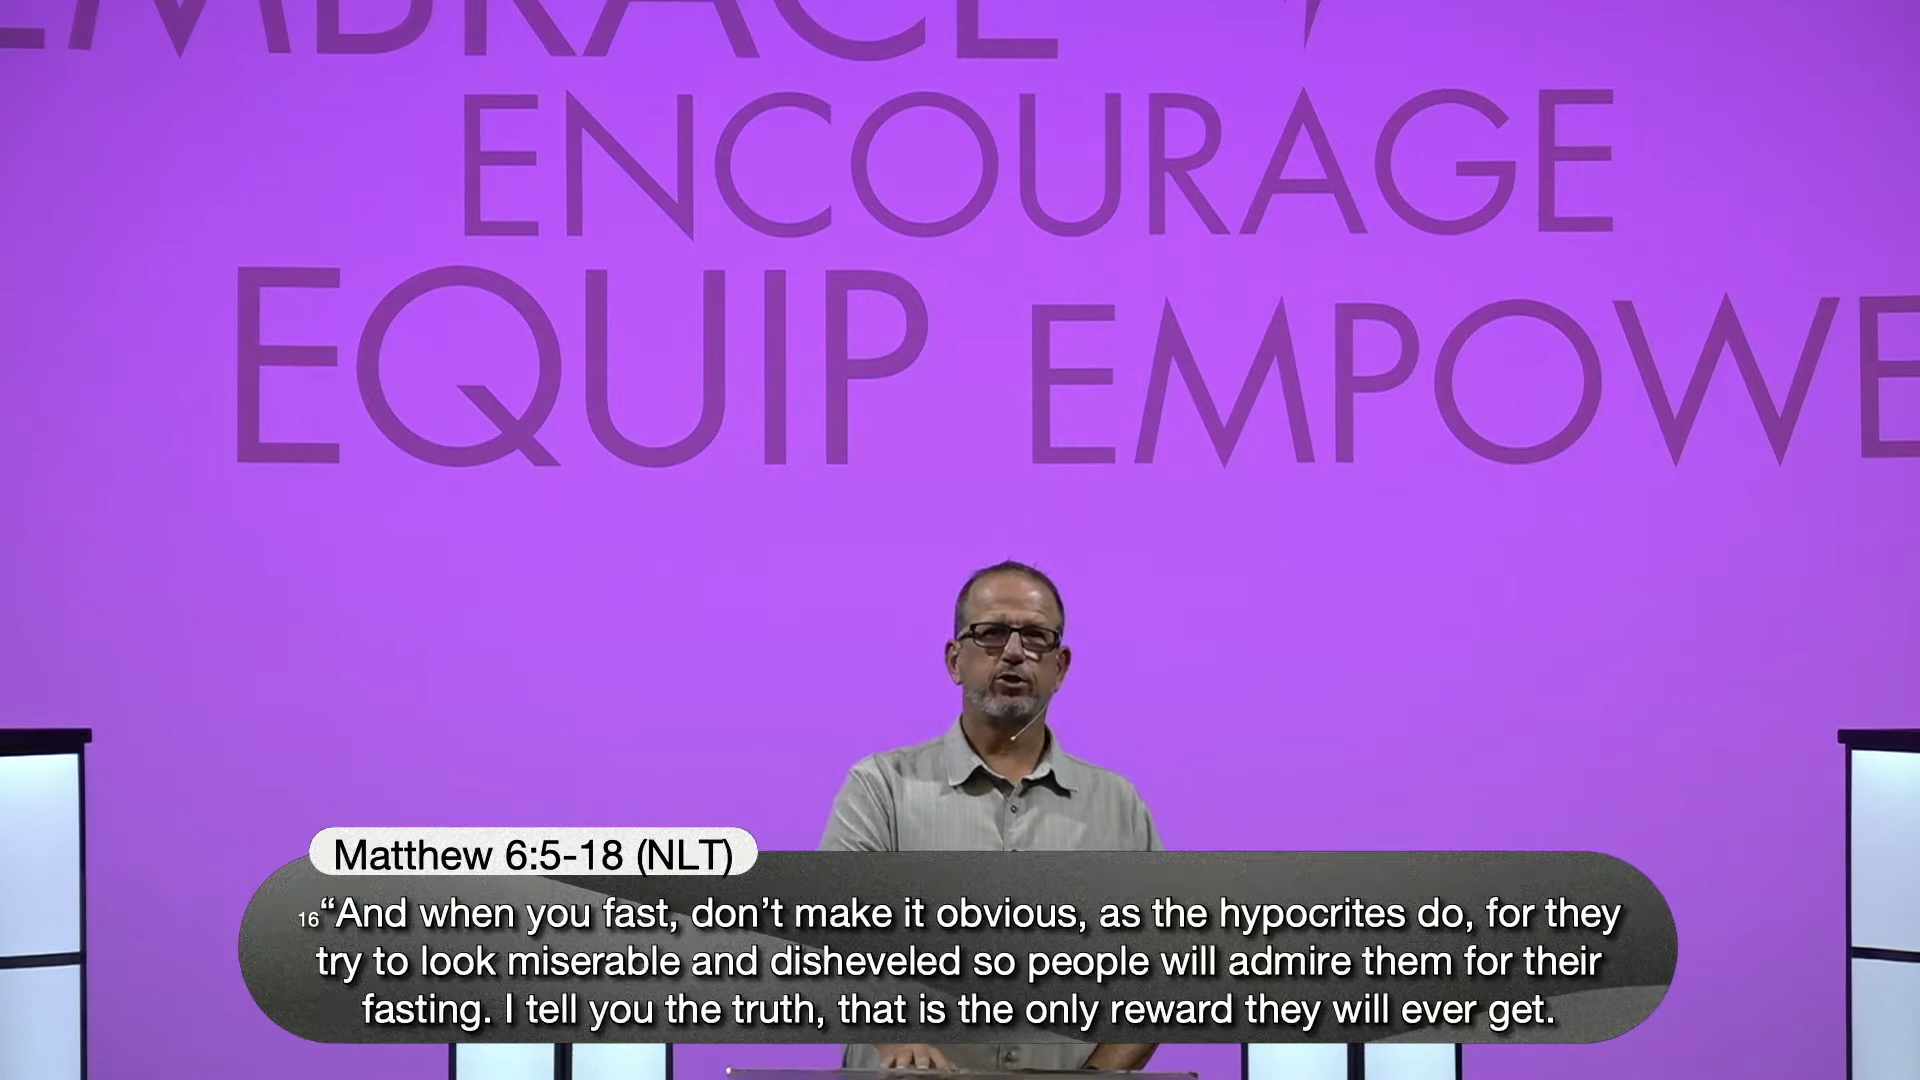 EMBRACE
ENCOURAGE
EQUIP EMPOWE
Matthew 6:5-18 (NLT)
16“And when you fast, don’t make it obvious, as the hypocrites do, for they
try to look miserable and disheveled so people will admire them for their
fasting. I tell you the truth, that is the only reward they will ever get.